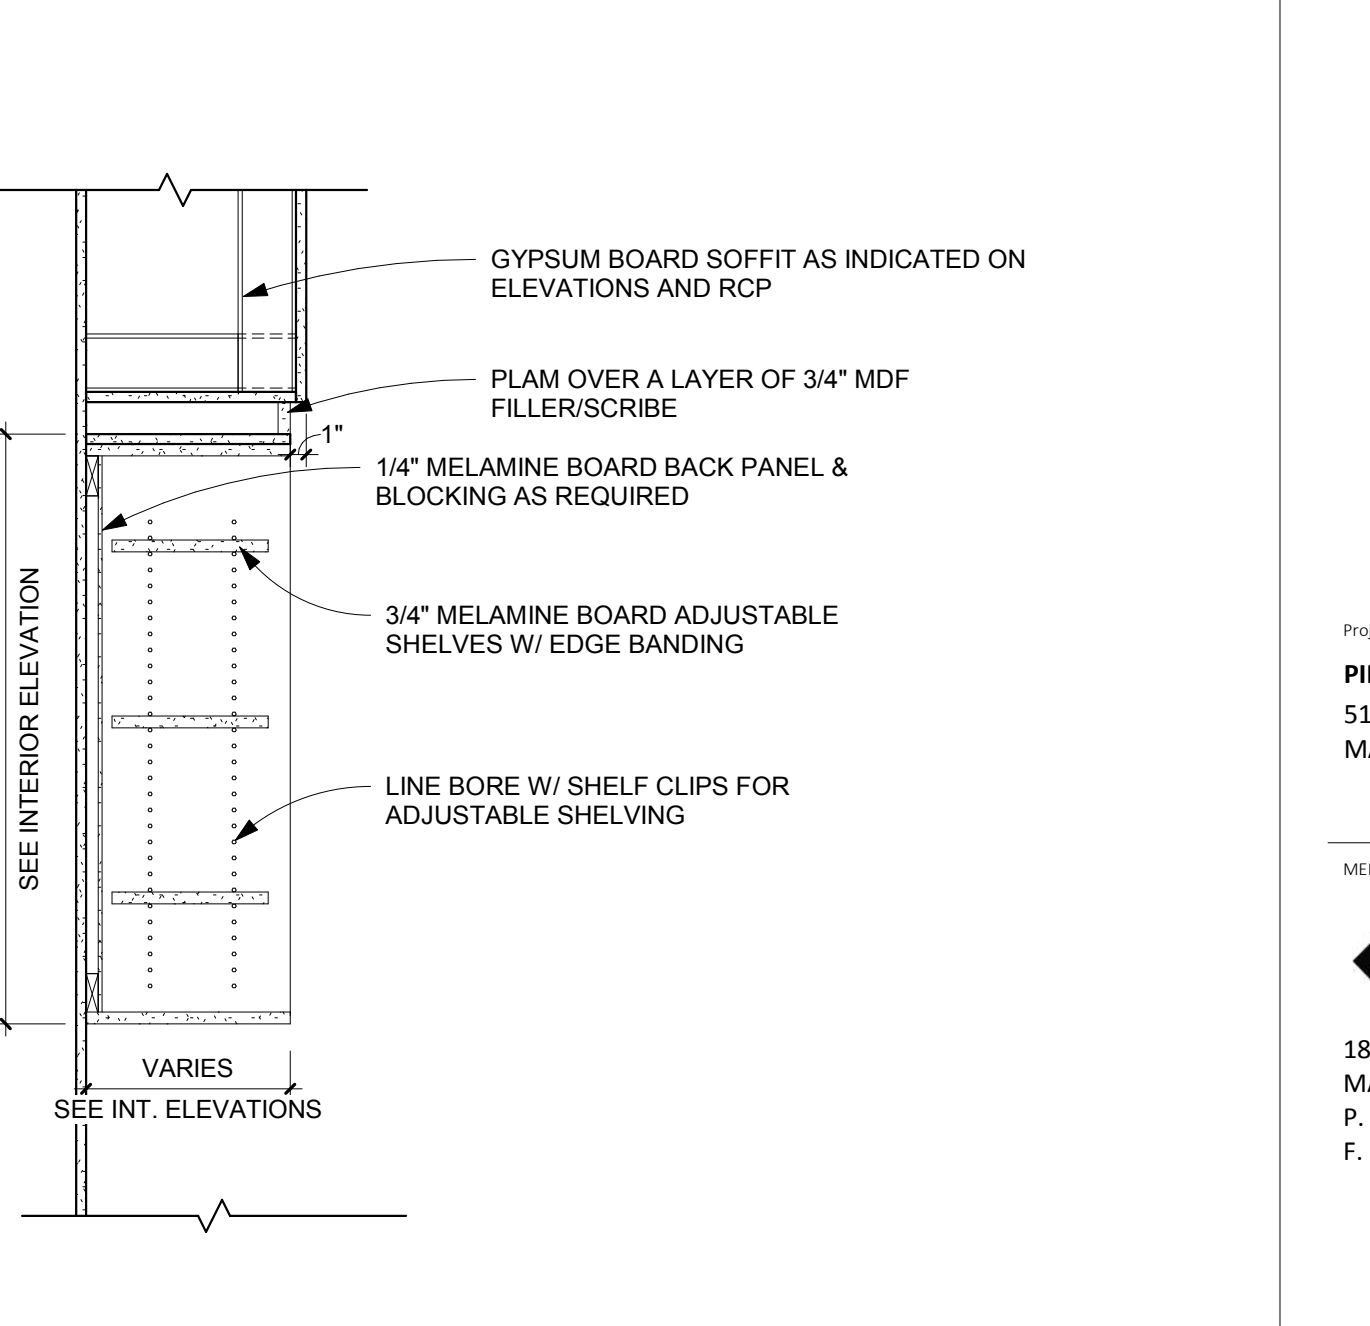 GYPSUM BOARD SOFFIT AS INDICATED ON
ELEVATIONS AND RCP
PLAM OVER A LAYER OF 3/4" MDF
FILLER/SCRIBE
1"
1/4" MELAMINE BOARD BACK PANEL &
BLOCKING AS REQUIRED
3/4" MELAMINE BOARD ADJUSTABLE
SHELVES W/ EDGE BANDING
SEE INTERIOR ELEVATION
LINE BORE W/ SHELF CLIPS FOR
ADJUSTABLE SHELVING
VARIES
SEE INT. ELEVATIONS
51
18
P.
F.